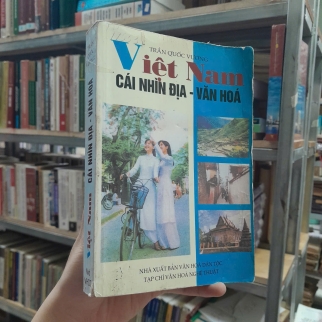 TRẦN QUỐC VƯỢNG
Việt Nam
CÁI NHÌN ĐỊA - VĂN HOÁ
NHÀ XUẤT BẢN VĂN HÓA DÂN TỘC
TẠP CHÍ VĂN HOÁ NGHỆ THUẬT
Việt Nam CÁI NHÌN ĐỊA - VĂN HOÁ